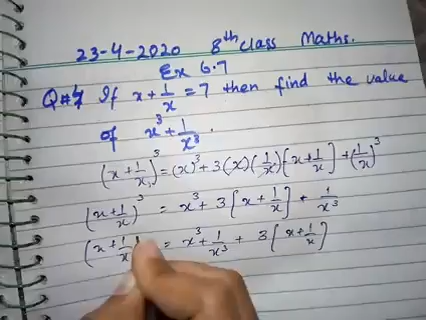 23-4-2020 8th class Maths.
Ex 6.7
Q#4 If x + 1/x = 7 then find the value
of x³ + 1/x³.
(x + 1/x)³ = (x)³ + 3(x)(1/x)[x + 1/x] + (1/x)³
(x + 1/x)³ = x³ + 3[x + 1/x] + 1/x³
(x + 1/x = x³ + 1/x³ + 3[x + 1/x]